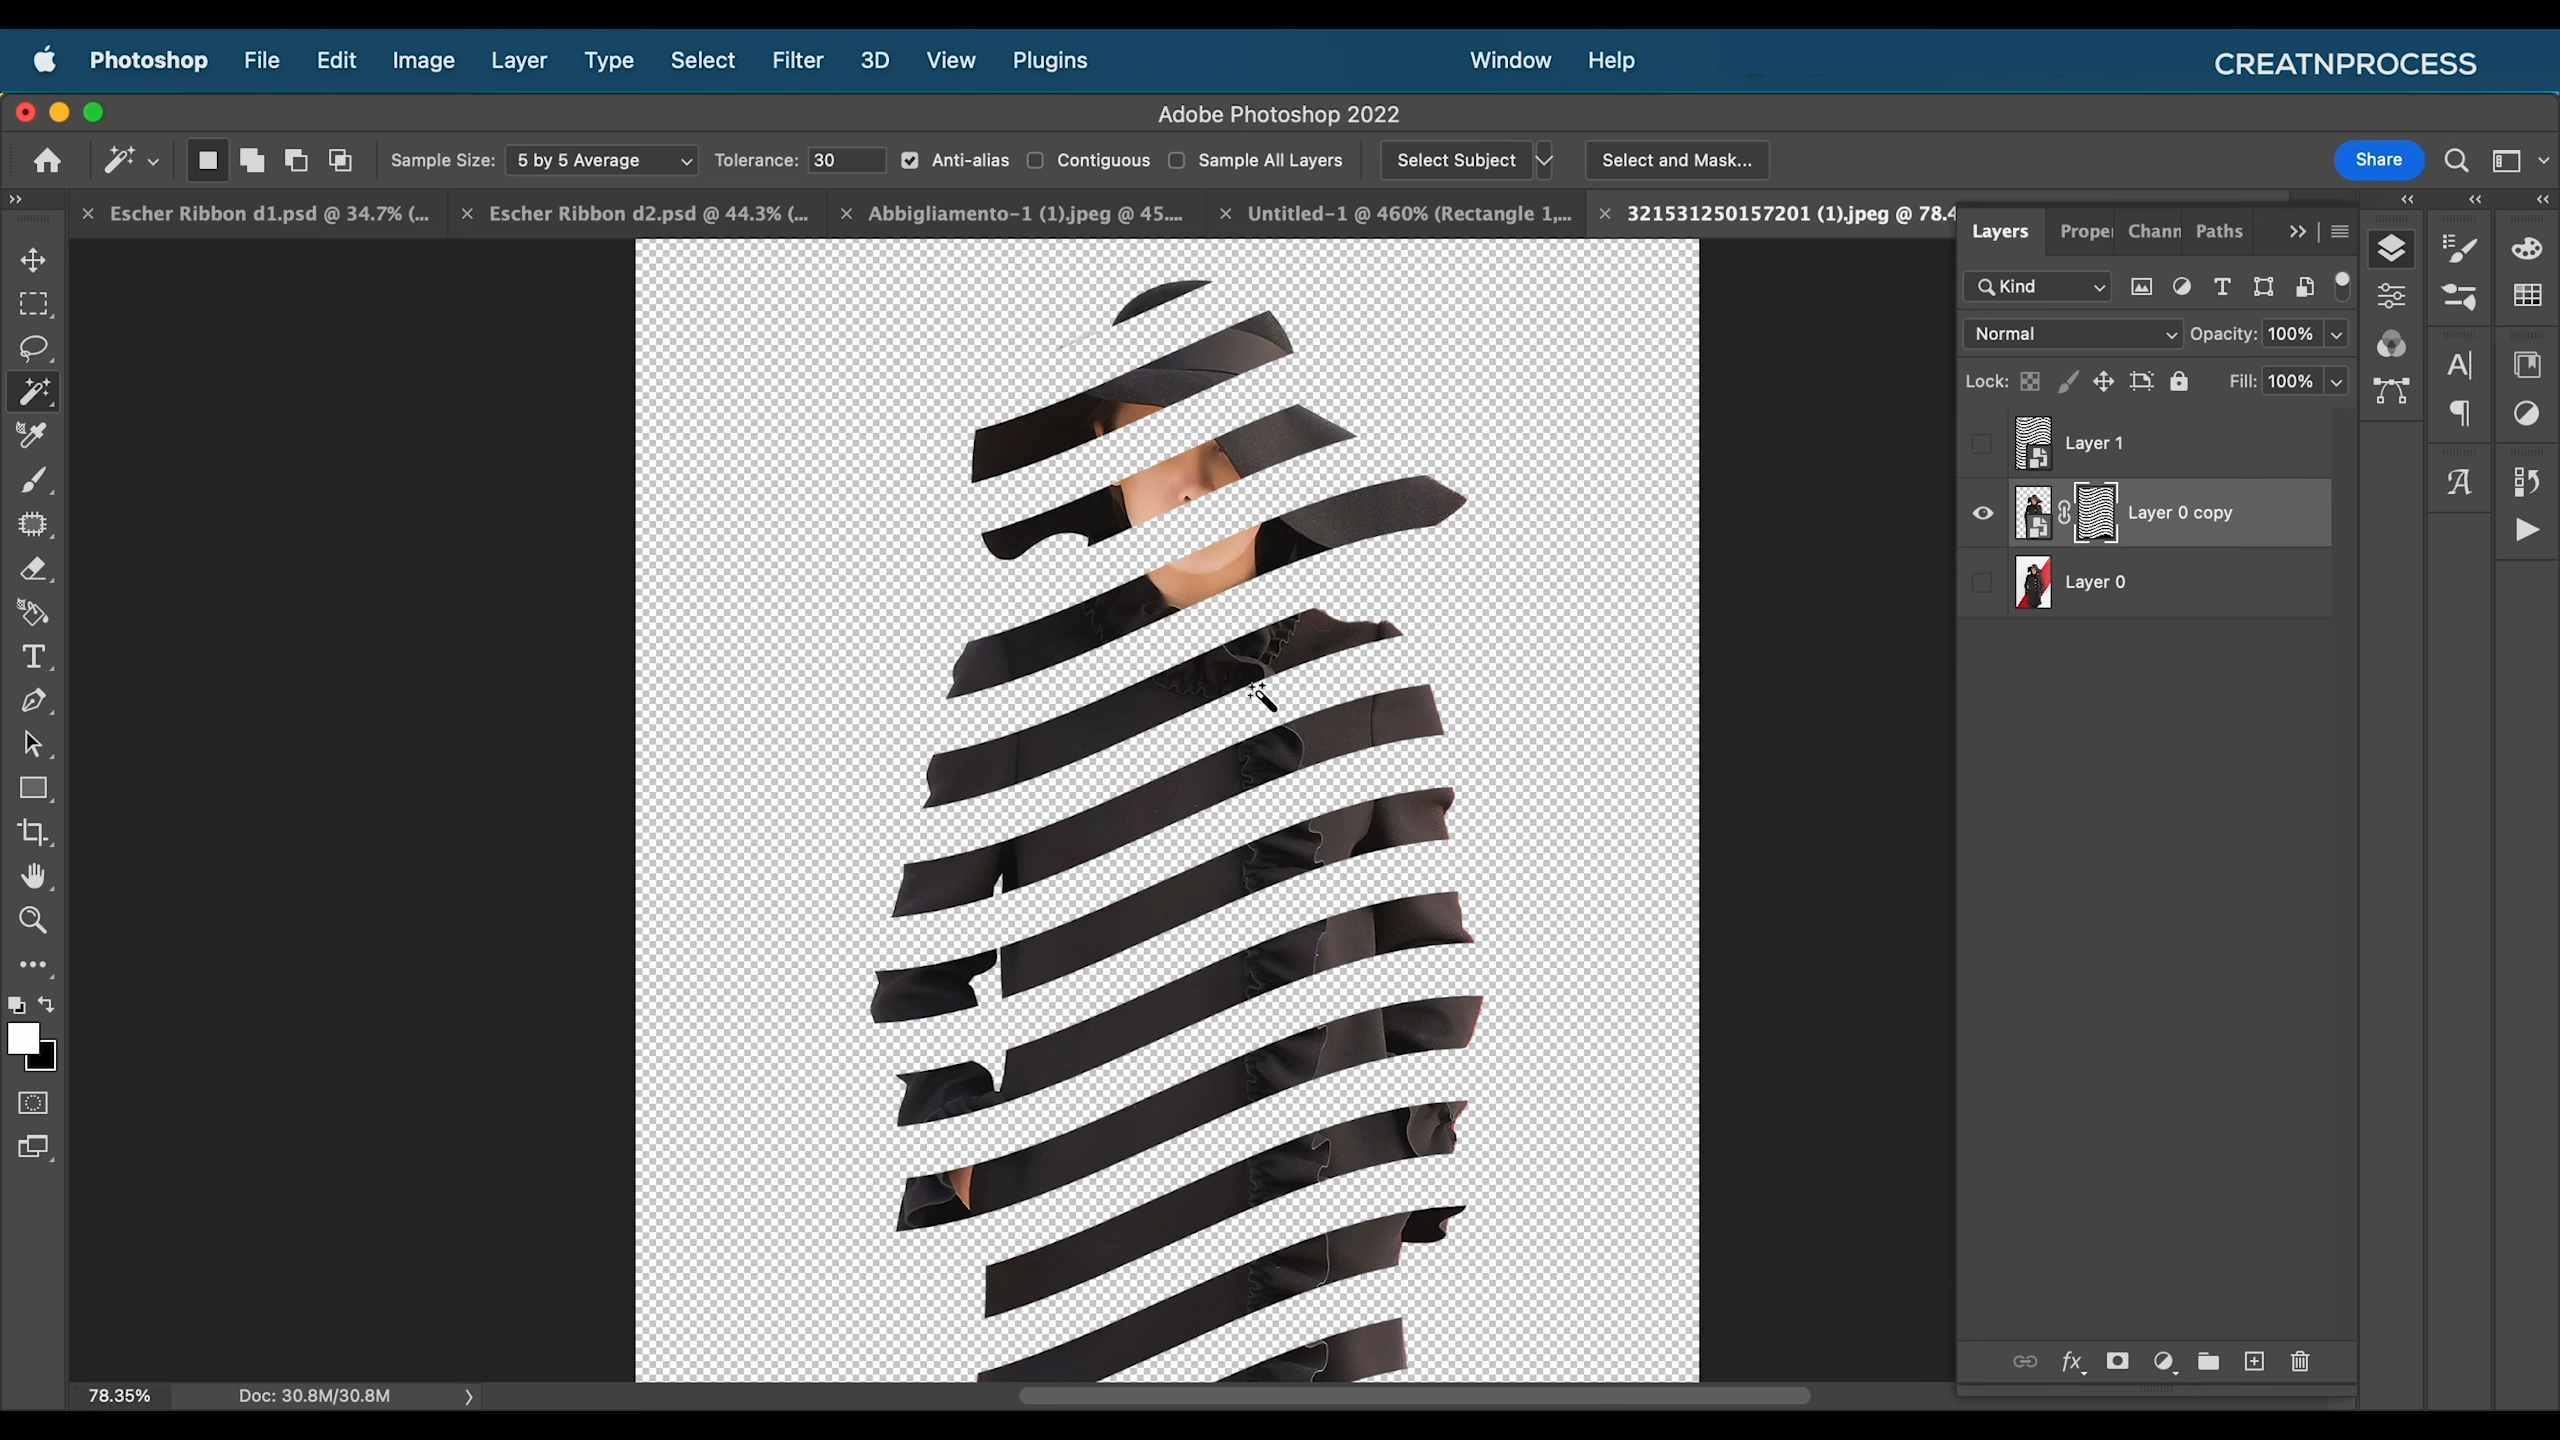 Photoshop File Edit Image Layer Type Select Filter 3D View Plugins Window Help CREATNPROCESS
Adobe Photoshop 2022
Sample Size: 5 by 5 Average Tolerance: 30 Anti-alias Contiguous Sample All Layers Select Subject Select and Mask... Share
Escher Ribbon d1.psd @ 34.7% (... Escher Ribbon d2.psd @ 44.3% (... Abbigliamento-1 (1).jpeg @ 45.... Untitled-1 @ 460% (Rectangle 1,... 321531250157201 (1).jpeg @ 78.4
Layers Proper Chann Paths
Kind
Normal Opacity: 100%
Lock: Fill: 100%
Layer 1
Layer 0 copy
Layer 0
78.35% Doc: 30.8M/30.8M